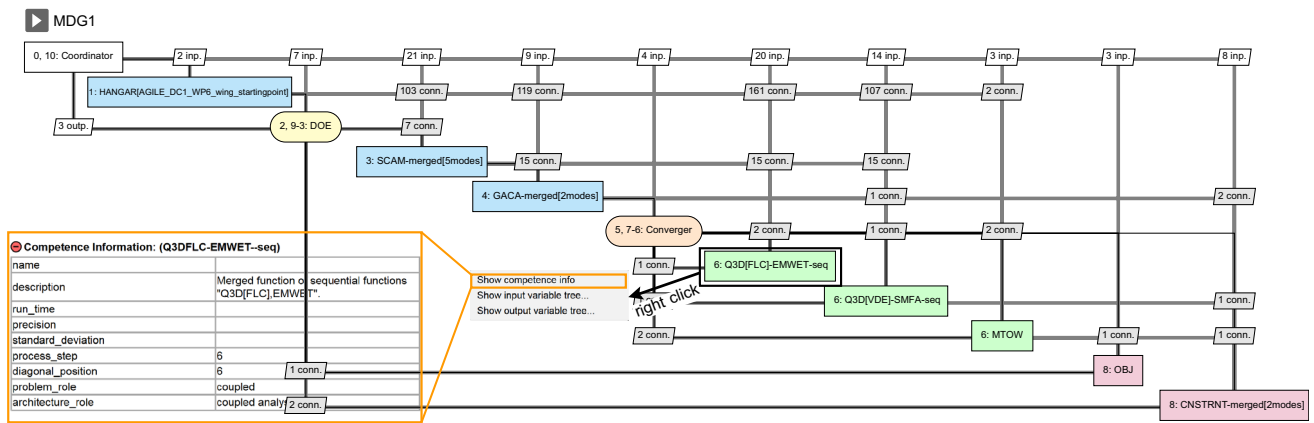 MDG1
0, 10: Coordinator
2 inp.
7 inp.
21 inp.
9 inp.
4 inp.
20 inp.
14 inp.
3 inp.
3 inp.
8 inp.
1: HANGAR[AGILE_DC1_WP6_wing_startingpoint]
103 conn.
119 conn.
161 conn.
107 conn.
2 conn.
3 outp.
2, 9-3: DOE
7 conn.
3: SCAM-merged[5modes]
15 conn.
15 conn.
15 conn.
4: GACA-merged[2modes]
1 conn.
2 conn.
5, 7-6: Converger
2 conn.
1 conn.
2 conn.
1 conn.
6: Q3D[FLC]-EMWET-seq
6: Q3D[VDE]-SMFA-seq
1 conn.
2 conn.
6: MTOW
1 conn.
1 conn.
1 conn.
8: OBJ
2 conn.
8: CNSTRNT-merged[2modes]
Competence Information: (Q3DFLC-EMWET--seq)
name
description Merged function of sequential functions
"Q3D[FLC],EMWET".
run_time
precision
standard_deviation
process_step 6
diagonal_position 6
problem_role coupled
architecture_role coupled analys
Show competence info
Show input variable tree...
Show output variable tree...
right click